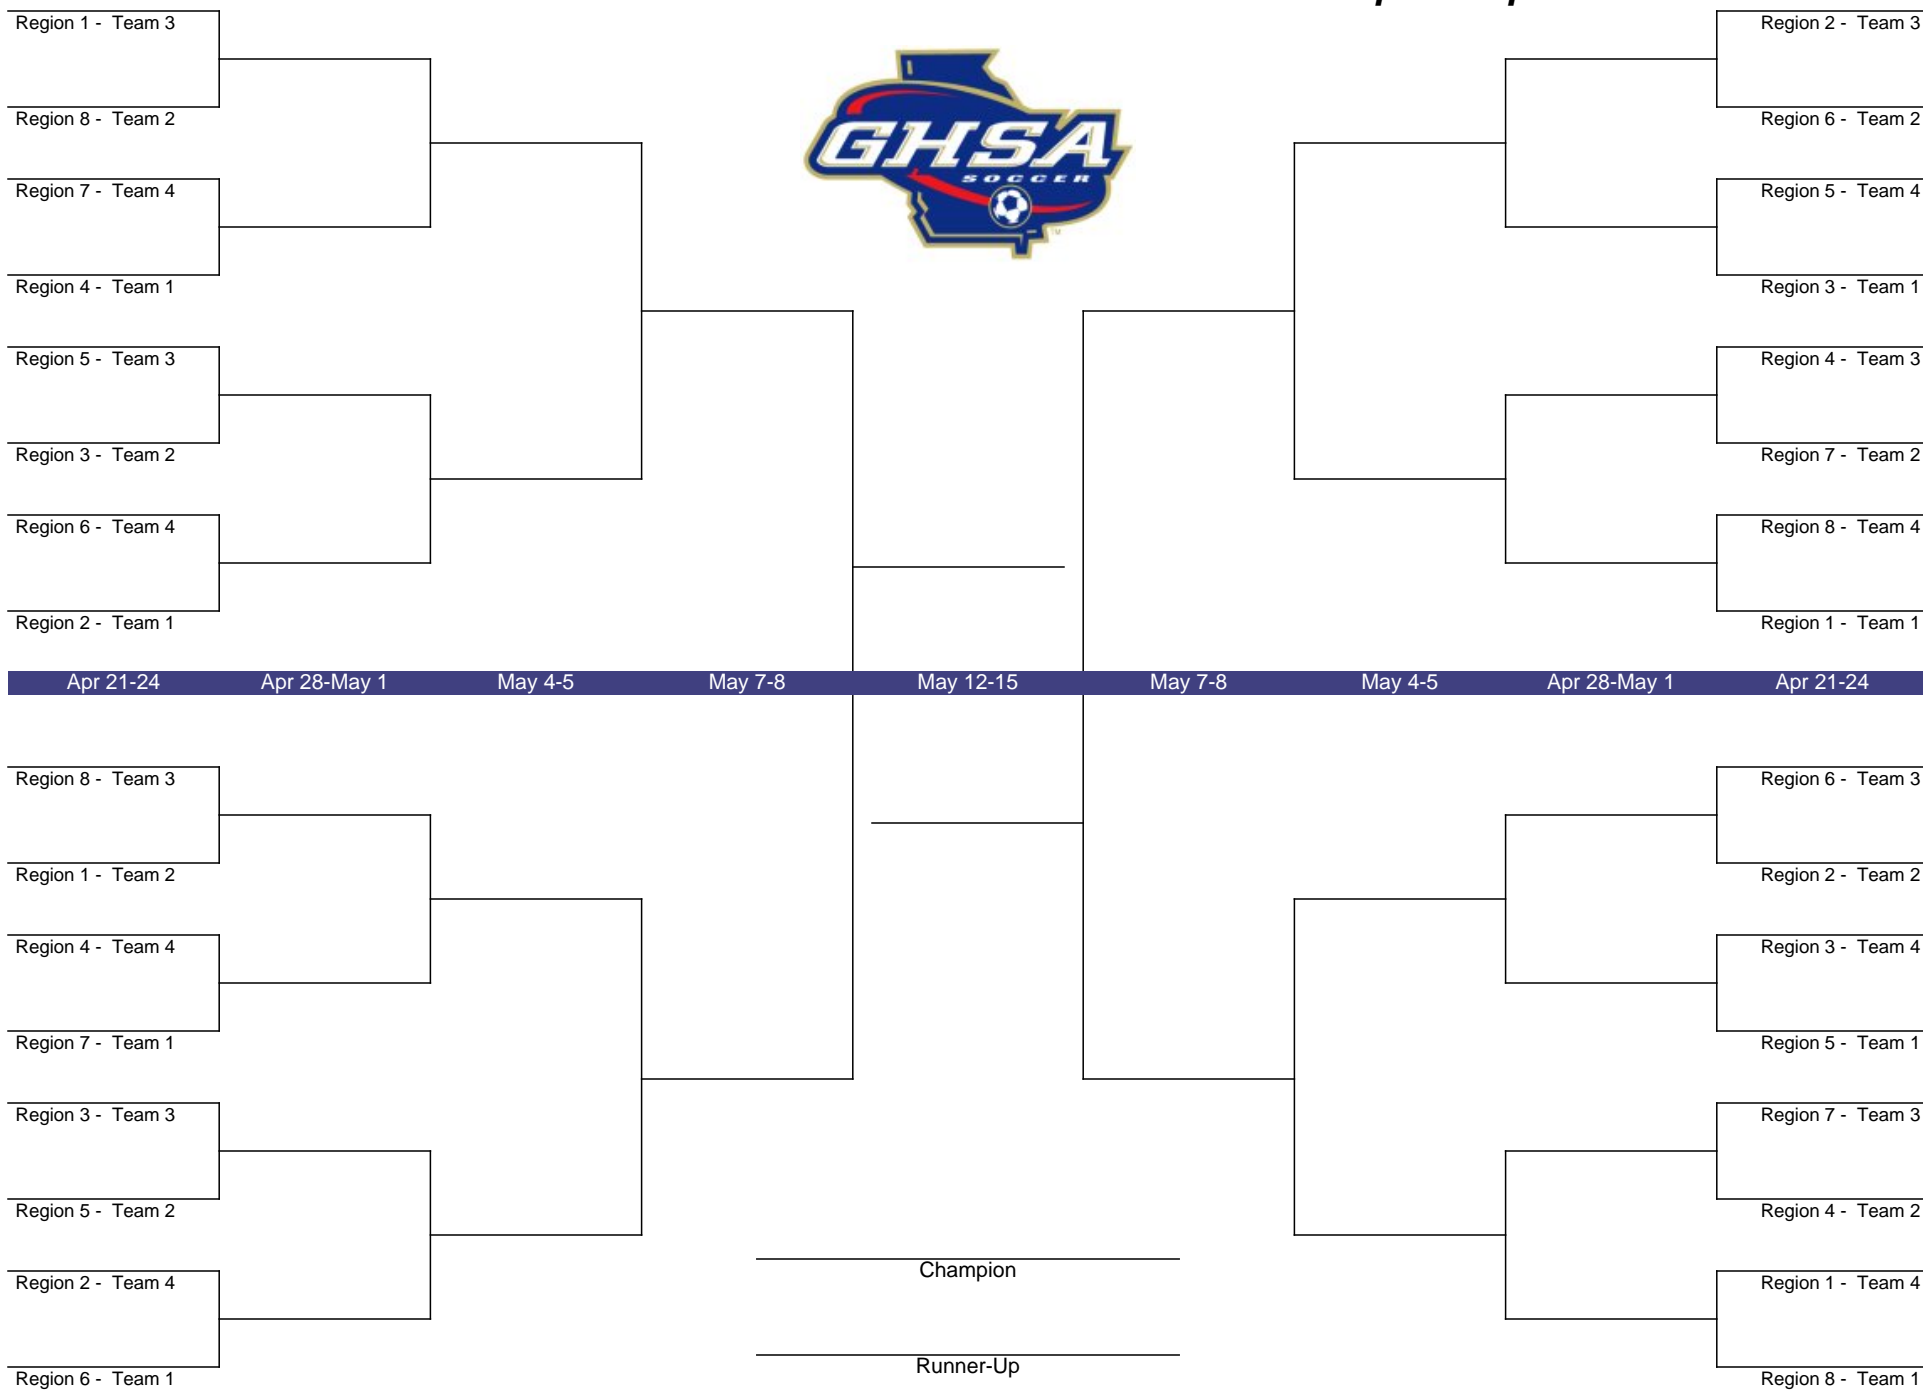 Region 1 - Team 3
Region 2 - Team 3
Region 8 - Team 2
Region 6 - Team 2
GHSA
SOCCER
TM
Region 7 - Team 4
Region 5 - Team 4
Region 4 - Team 1
Region 3 - Team 1
Region 5 - Team 3
Region 4 - Team 3
Region 3 - Team 2
Region 7 - Team 2
Region 6 - Team 4
Region 8 - Team 4
Region 2 - Team 1
Region 1 - Team 1
Apr 21-24 Apr 28-May 1 May 4-5 May 7-8 May 12-15 May 7-8 May 4-5 Apr 28-May 1 Apr 21-24
Region 8 - Team 3
Region 6 - Team 3
Region 1 - Team 2
Region 2 - Team 2
Region 4 - Team 4
Region 3 - Team 4
Region 7 - Team 1
Region 5 - Team 1
Region 3 - Team 3
Region 7 - Team 3
Region 5 - Team 2
Region 4 - Team 2
Champion
Region 2 - Team 4
Region 1 - Team 4
Runner-Up
Region 6 - Team 1
Region 8 - Team 1